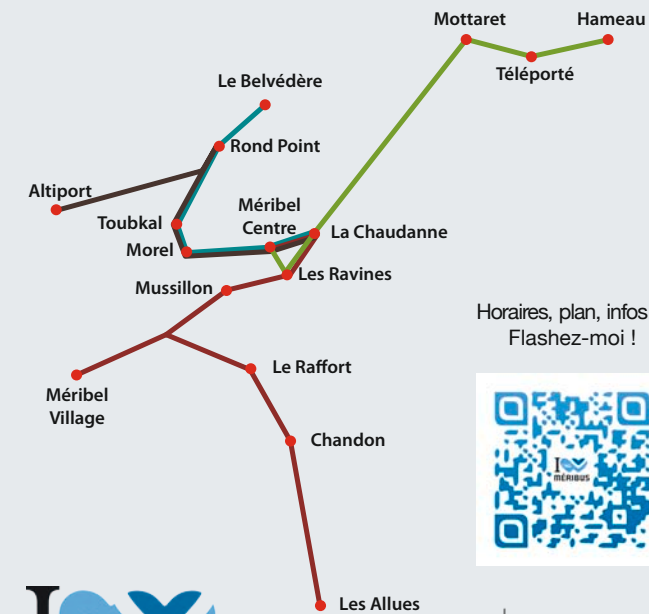 Mottaret
Hameau
Téléporté
Le Belvédère
Rond Point
Altiport
Méribel
Centre
Toubkal
La Chaudanne
Morel
Les Ravines
Mussillon
Horaires, plan, infos
Flashez-moi !
Le Raffort
Méribel
Village
Chandon
I
MÉRIBUS
Les Allues
I